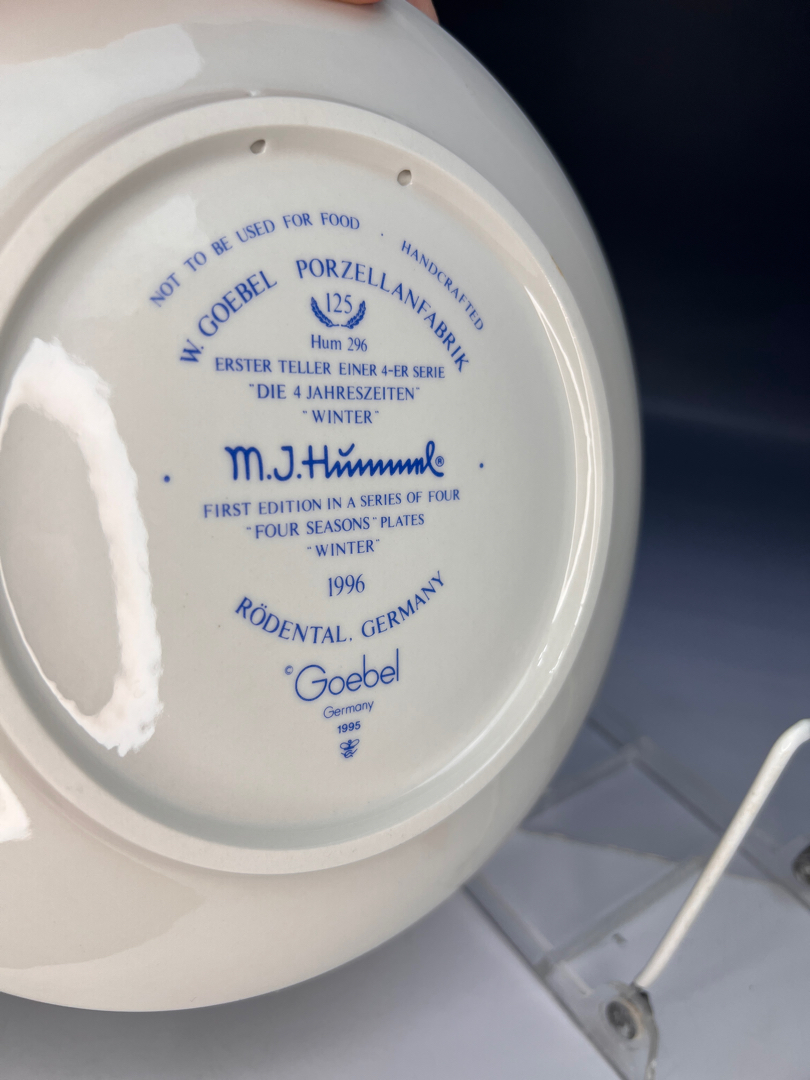 NOT TO BE USED FOR FOOD · HANDCRAFTED
W. GOEBEL PORZELLANFABRIK
125
Hum 296
ERSTER TELLER EINER 4-ER SERIE
"DIE 4 JAHRESZEITEN"
"WINTER"
M.J.Hummel®
FIRST EDITION IN A SERIES OF FOUR
"FOUR SEASONS" PLATES
"WINTER"
1996
RÖDENTAL, GERMANY
©Goebel
Germany
1995